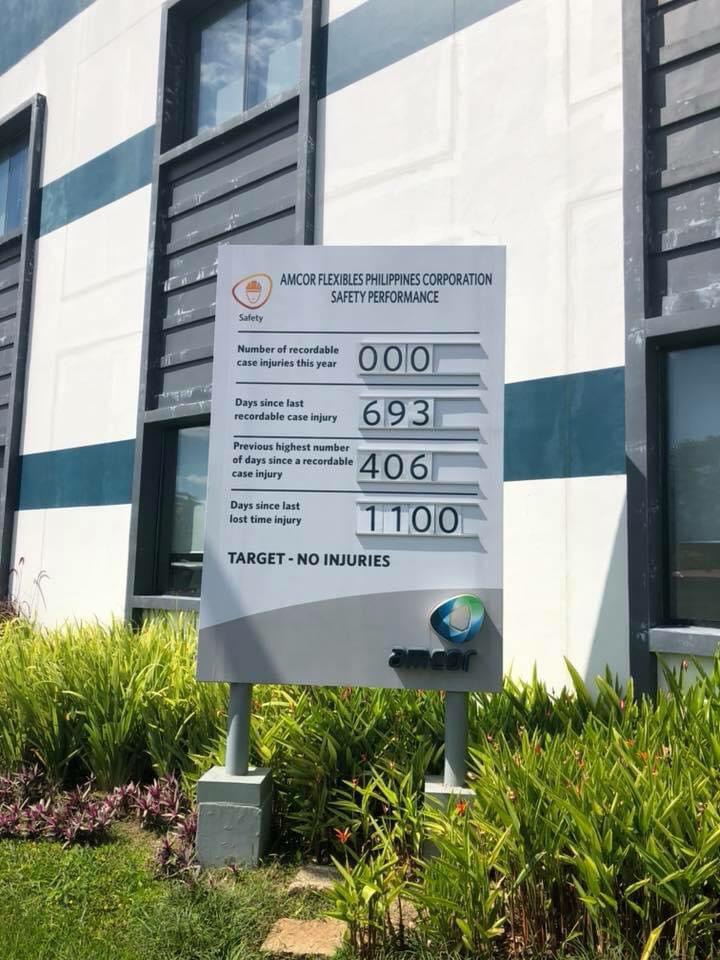 AMCOR FLEXIBLES PHILIPPINES CORPORATION
SAFETY PERFORMANCE
Safety
Number of recordable
case injuries this year
000
Days since last
recordable case injury
693
Previous highest number
of days since a recordable
case injury
406
Days since last
lost time injury
1100
TARGET - NO INJURIES
amcor